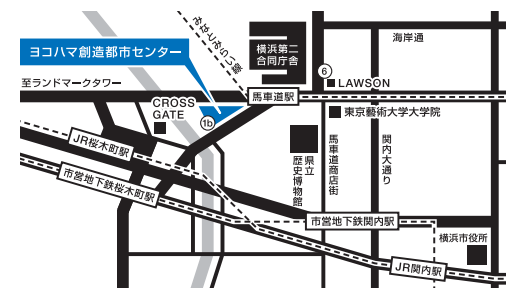 みなとみらい線
横浜第二
合同庁舎
海岸通
ヨコハマ創造都市センター
至ランドマークタワー
6
LAWSON
馬車道駅
CROSS
GATE
1b
東京藝術大学大学院
JR桜木町駅
市営地下鉄桜木町駅
県立
歴史博物館
馬車道商店街
関内大通り
市営地下鉄関内駅
横浜市役所
JR関内駅